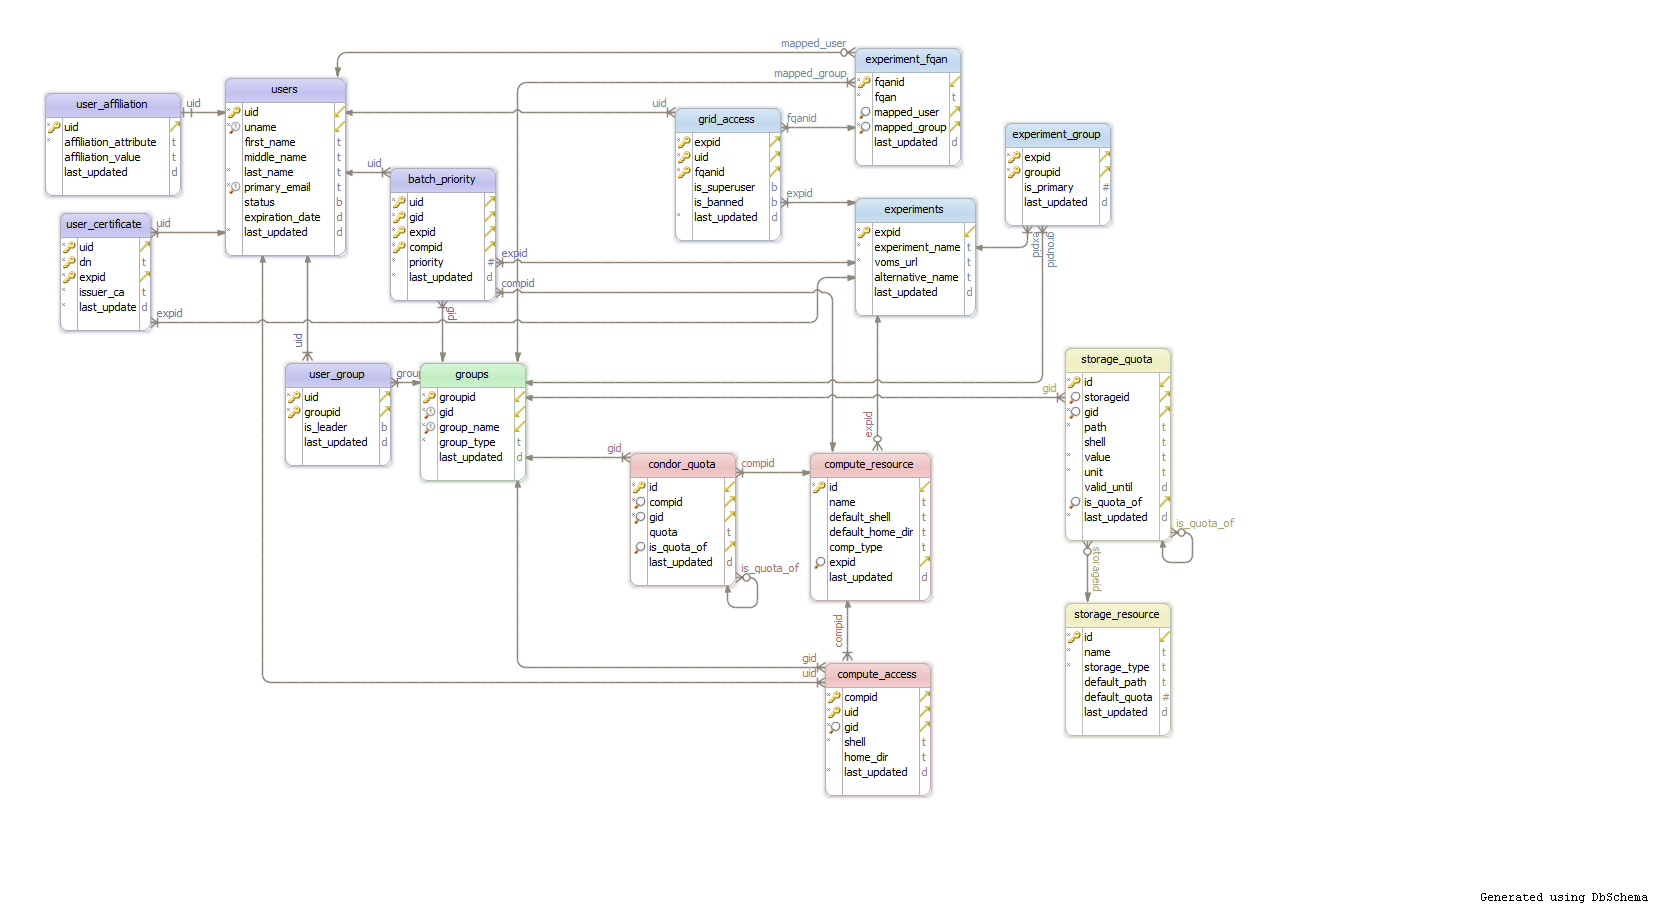 user_affiliation
uid
affiliation_attribute t
affiliation_value t
last_updated d
uid
users
uid
uname
first_name t
middle_name t
last_name t
primary_email t
status b
expiration_date d
last_updated d
user_certificate
uid
dn t
expid
issuer_ca t
last_update d
uid
expid
batch_priority
uid
gid
expid
compid
priority #
last_updated d
uid
expid
compid
gid
user_group
uid
groupid
is_leader b
last_updated d
uid
grou
groups
groupid
gid
group_name
group_type t
last_updated d
mapped_user
mapped_group
experiment_fqan
fqanid
fqan t
mapped_user
mapped_group
last_updated d
uid
grid_access
expid
uid
fqanid
is_superuser b
is_banned b
last_updated d
fqanid
expid
experiments
expid
experiment_name t
voms_url t
alternative_name t
last_updated d
experiment_group
expid
groupid
is_primary #
last_updated d
expid
groupid
storage_quota
id
storageid
gid
path t
shell t
value t
unit t
valid_until d
is_quota_of
last_updated d
gid
is_quota_of
storageid
storage_resource
id
name t
storage_type t
default_path t
default_quota #
last_updated d
condor_quota
id
compid
gid
quota t
is_quota_of
last_updated d
gid
compid
is_quota_of
compute_resource
id
name t
default_shell t
default_home_dir t
comp_type t
expid
last_updated d
expid
compid
compute_access
compid
uid
gid
shell t
home_dir t
last_updated d
gid
uid
Generated using DbSchema